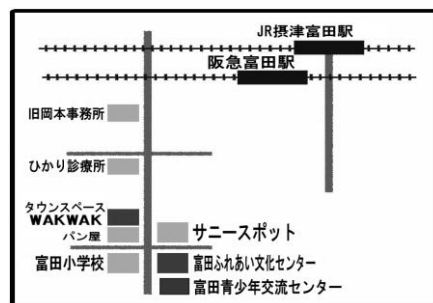 JR摂津富田駅
阪急富田駅
旧岡本事務所
ひかり診療所
タウンスペース
WAKWAK
パン屋
サニースポット
富田小学校
富田ふれあい文化センター
富田青少年交流センター